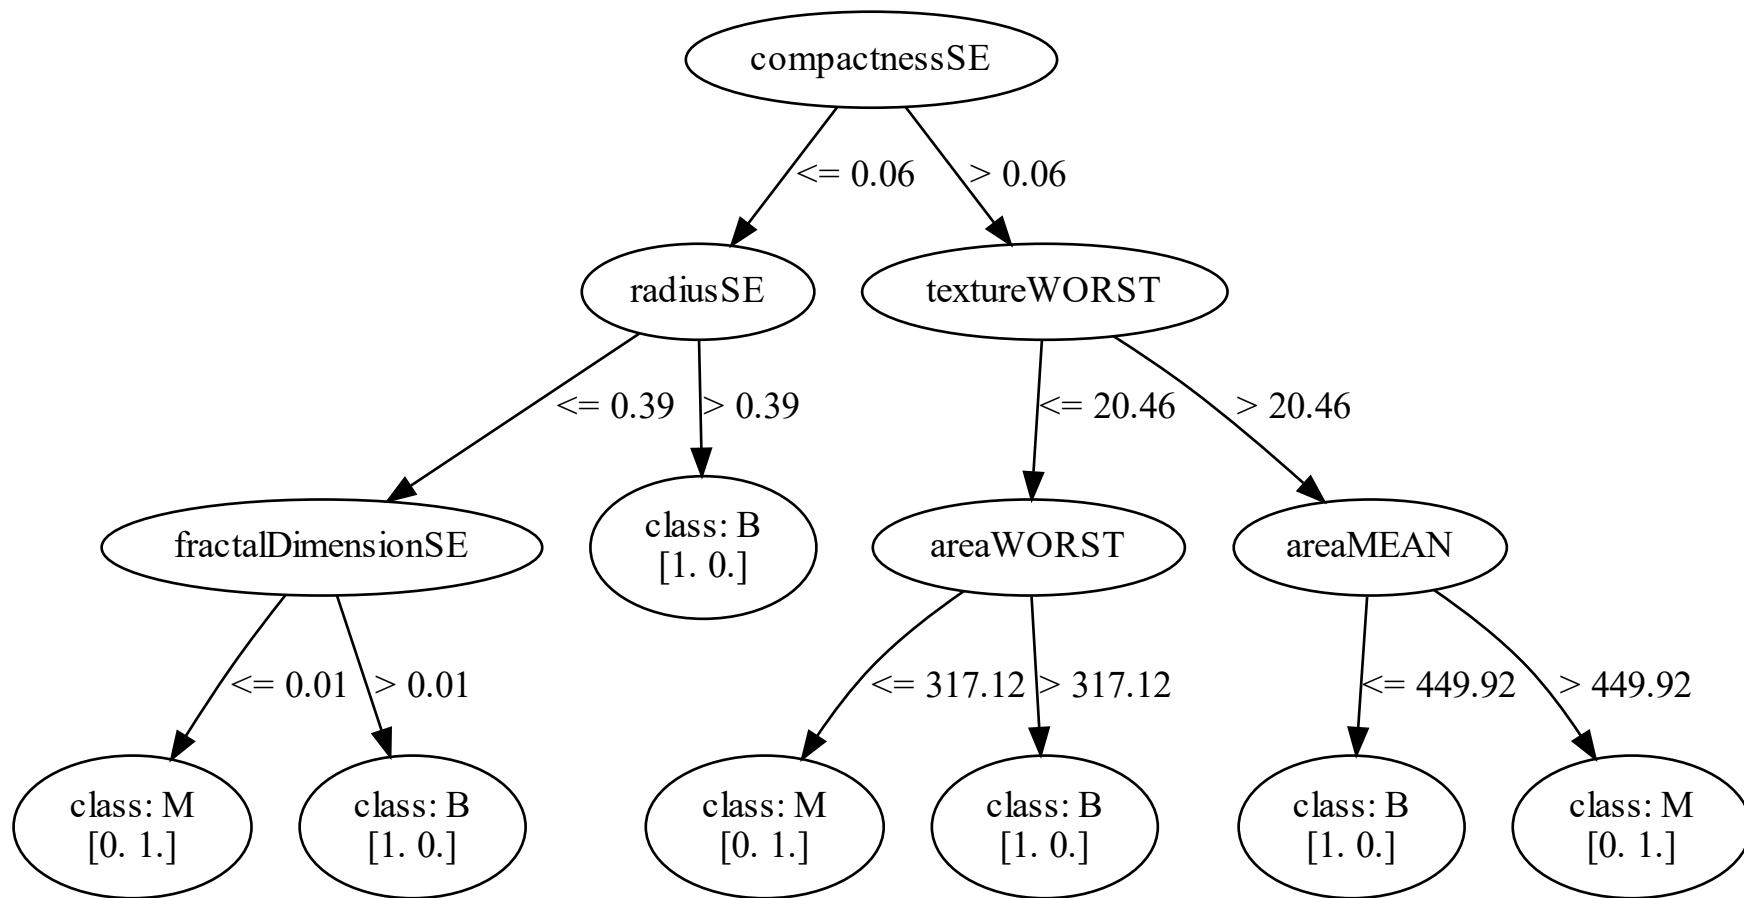 compactnessSE
<= 0.06
> 0.06
radiusSE
textureWORST
<= 0.39
> 0.39
<= 20.46
> 20.46
fractalDimensionSE
class: B
[1. 0.]
areaWORST
areaMEAN
<= 0.01
> 0.01
<= 317.12
> 317.12
<= 449.92
> 449.92
class: M
[0. 1.]
class: B
[1. 0.]
class: M
[0. 1.]
class: B
[1. 0.]
class: B
[1. 0.]
class: M
[0. 1.]